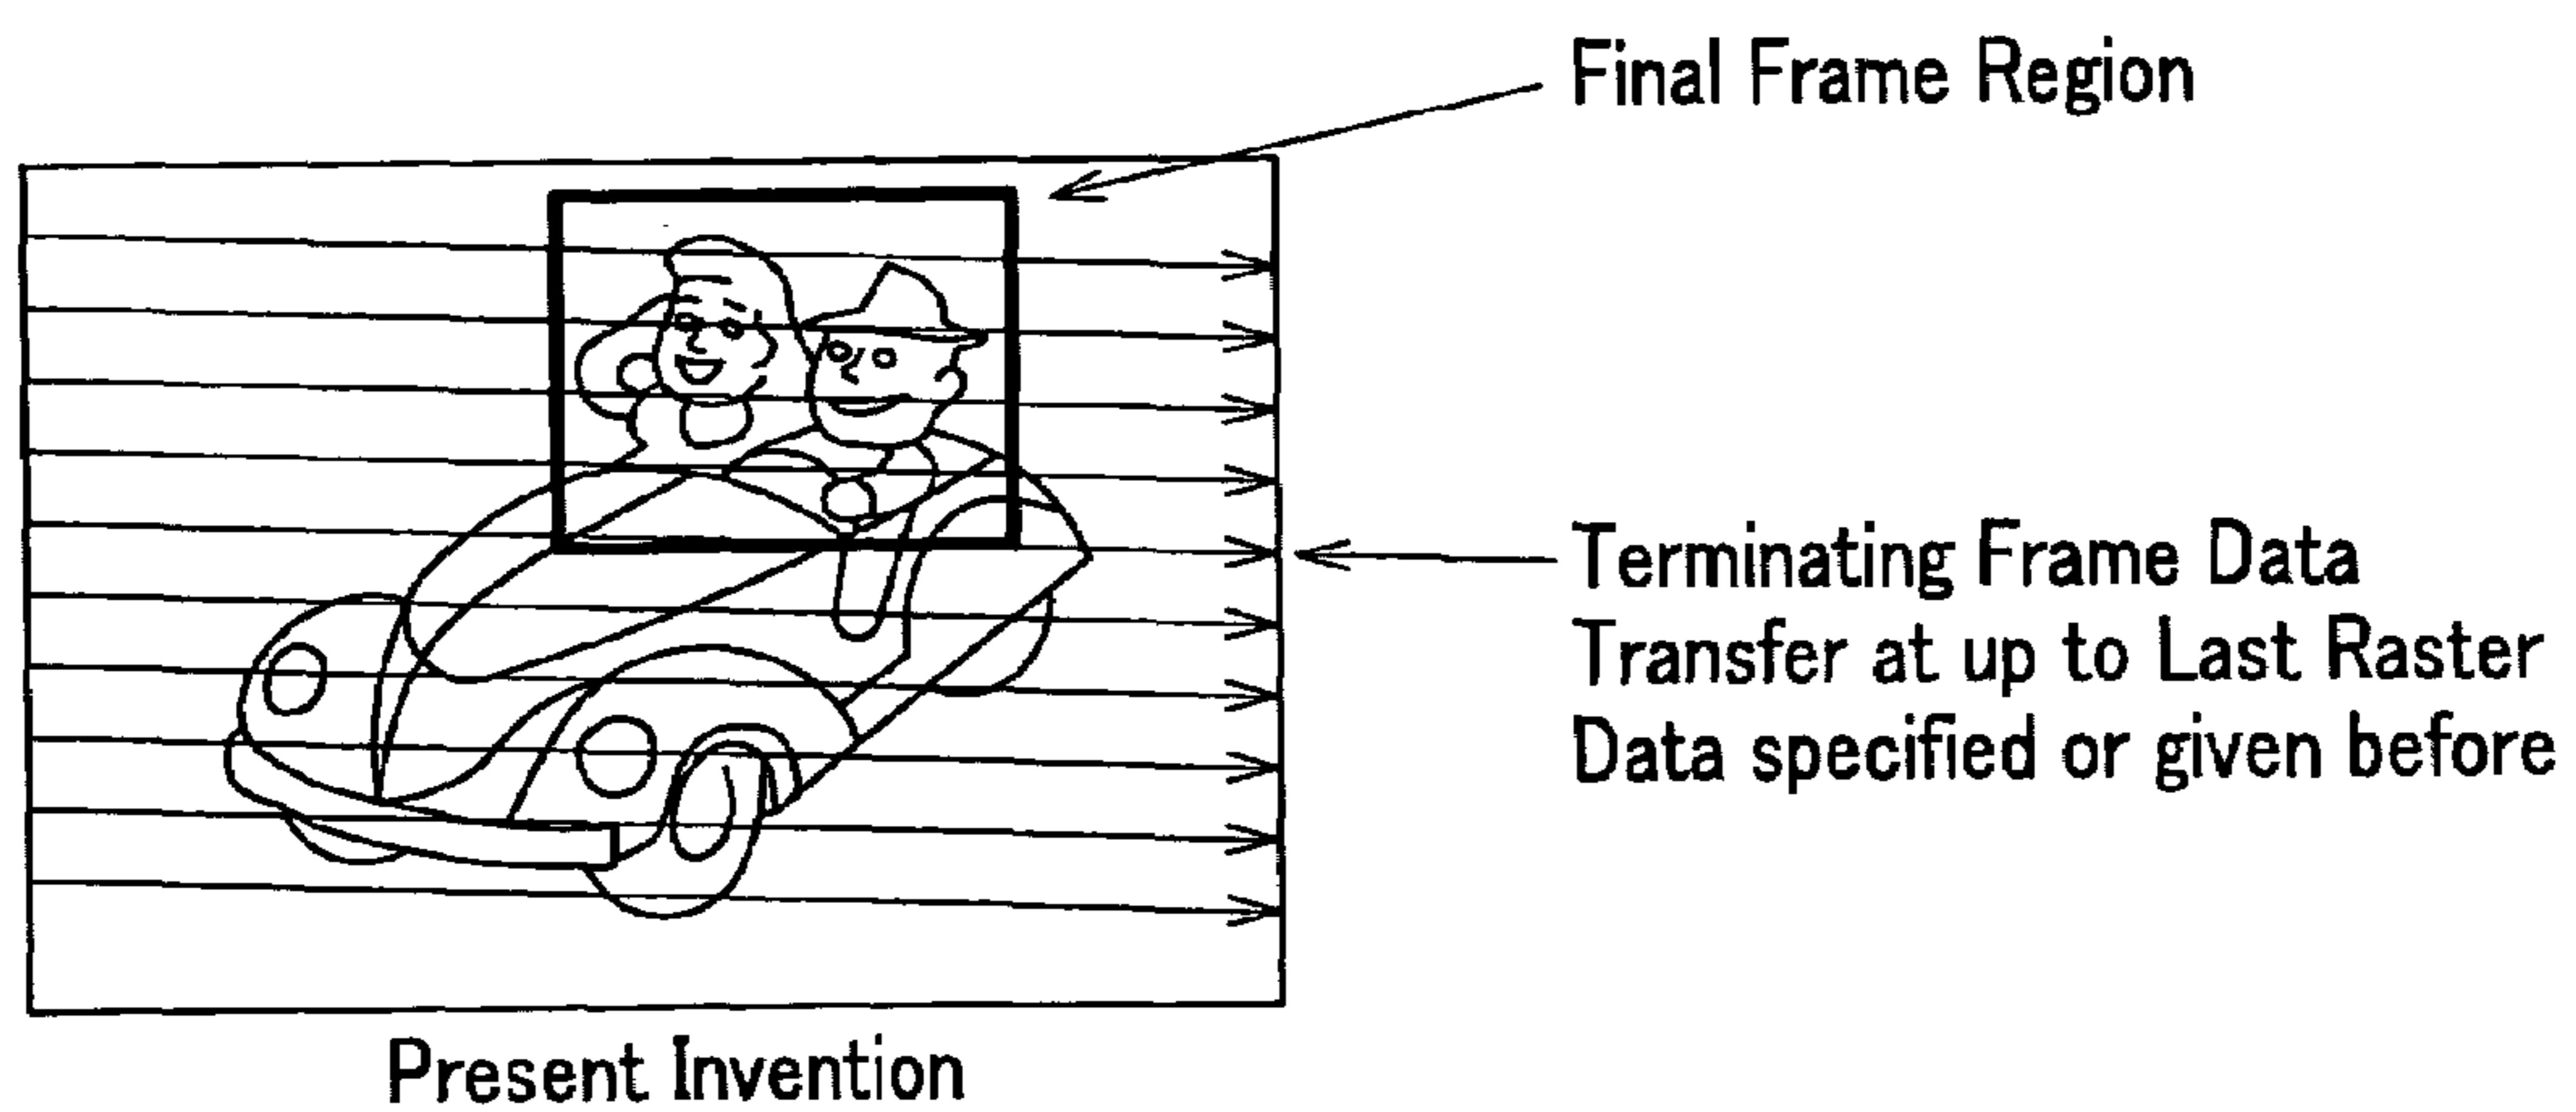 Final Frame Region
Terminating Frame Data
Transfer at up to Last Raster
Data specified or given before
Present Invention